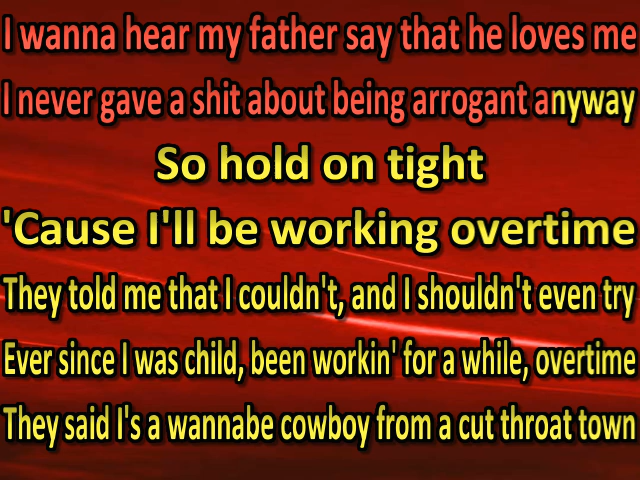 I wanna hear my father say that he loves me
I never gave a shit about being arrogant anyway
So hold on tight
'Cause I'll be working overtime
They told me that I couldn't, and I shouldn't even try
Ever since I was child, been workin' for a while, overtime
They said I's a wannabe cowboy from a cut throat town